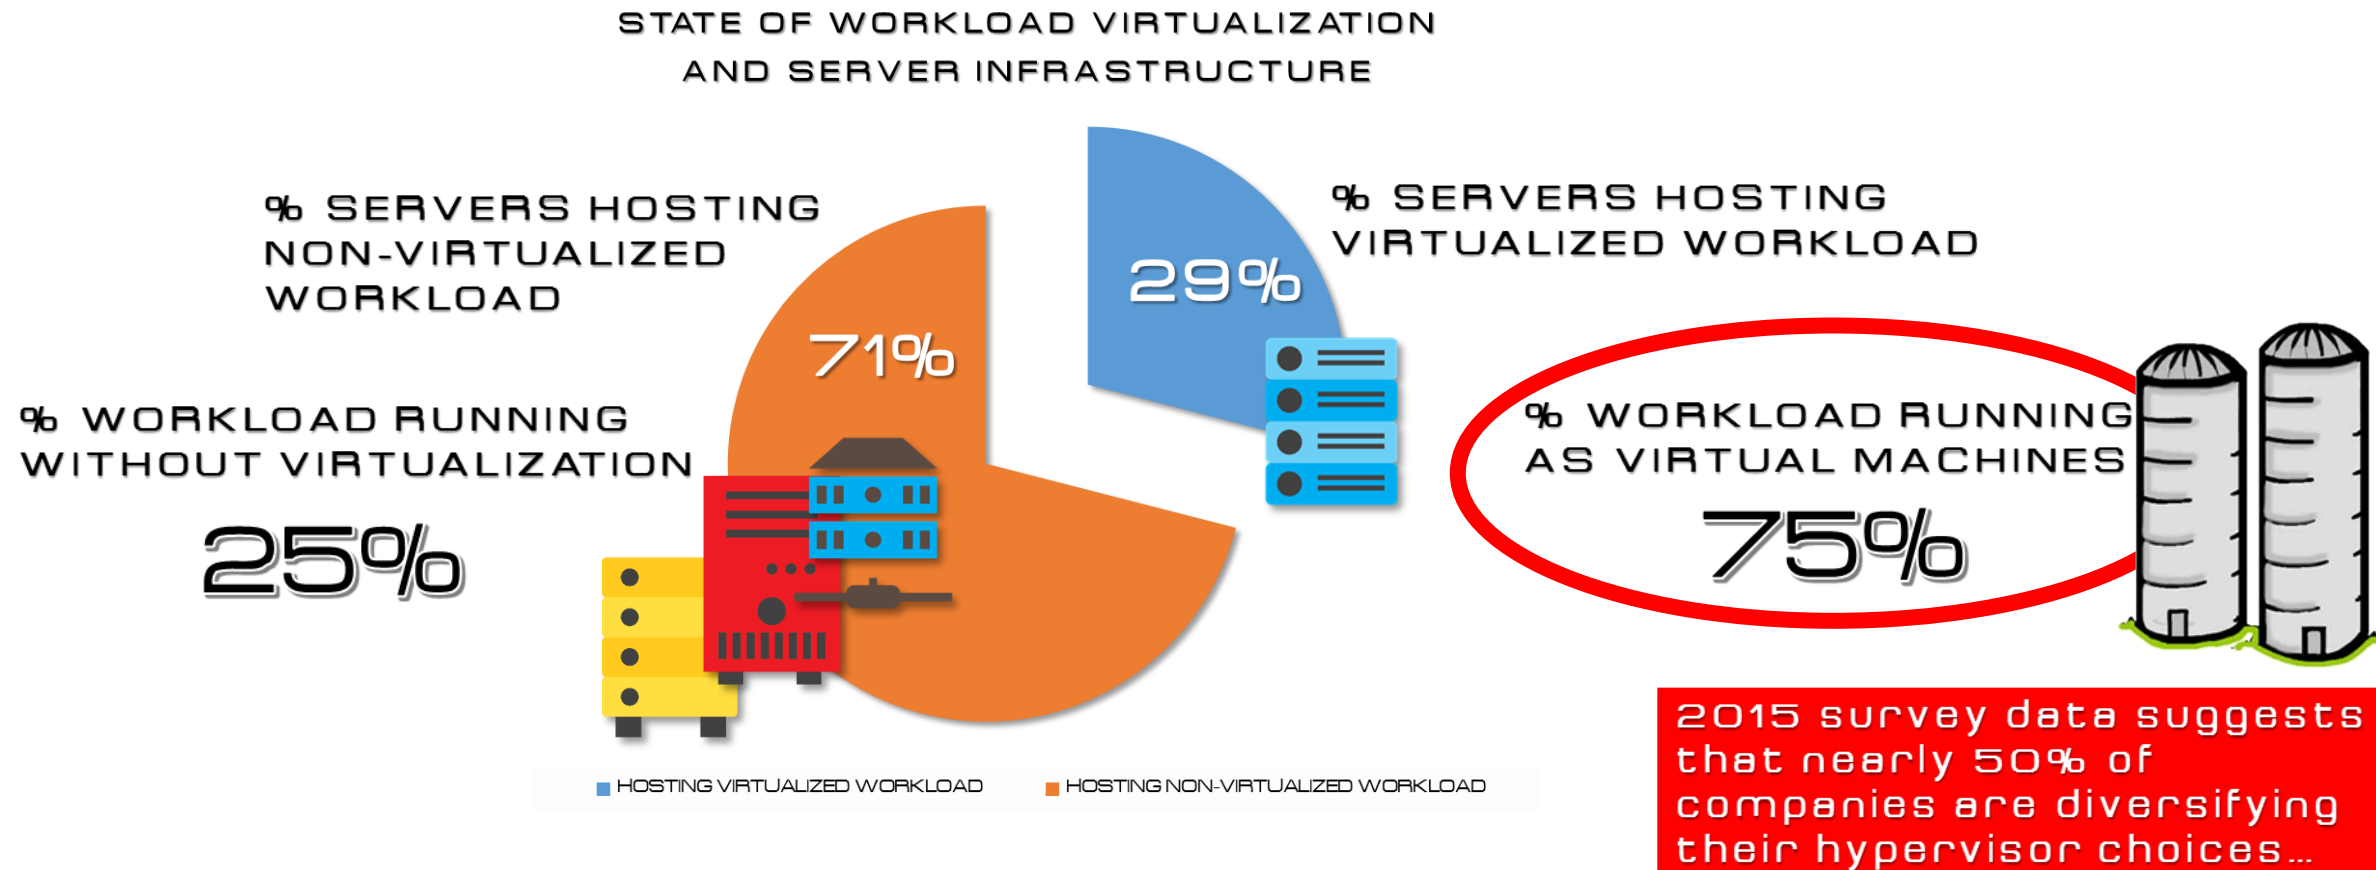 STATE OF WORKLOAD VIRTUALIZATION
AND SERVER INFRASTRUCTURE
% SERVERS HOSTING
NON-VIRTUALIZED
WORKLOAD
71%
% WORKLOAD RUNNING
WITHOUT VIRTUALIZATION
25%
29%
% SERVERS HOSTING
VIRTUALIZED WORKLOAD
% WORKLOAD RUNNING
AS VIRTUAL MACHINES
75%
HOSTING VIRTUALIZED WORKLOAD
HOSTING NON-VIRTUALIZED WORKLOAD
2015 survey data suggests
that nearly 50% of
companies are diversifying
their hypervisor choices...